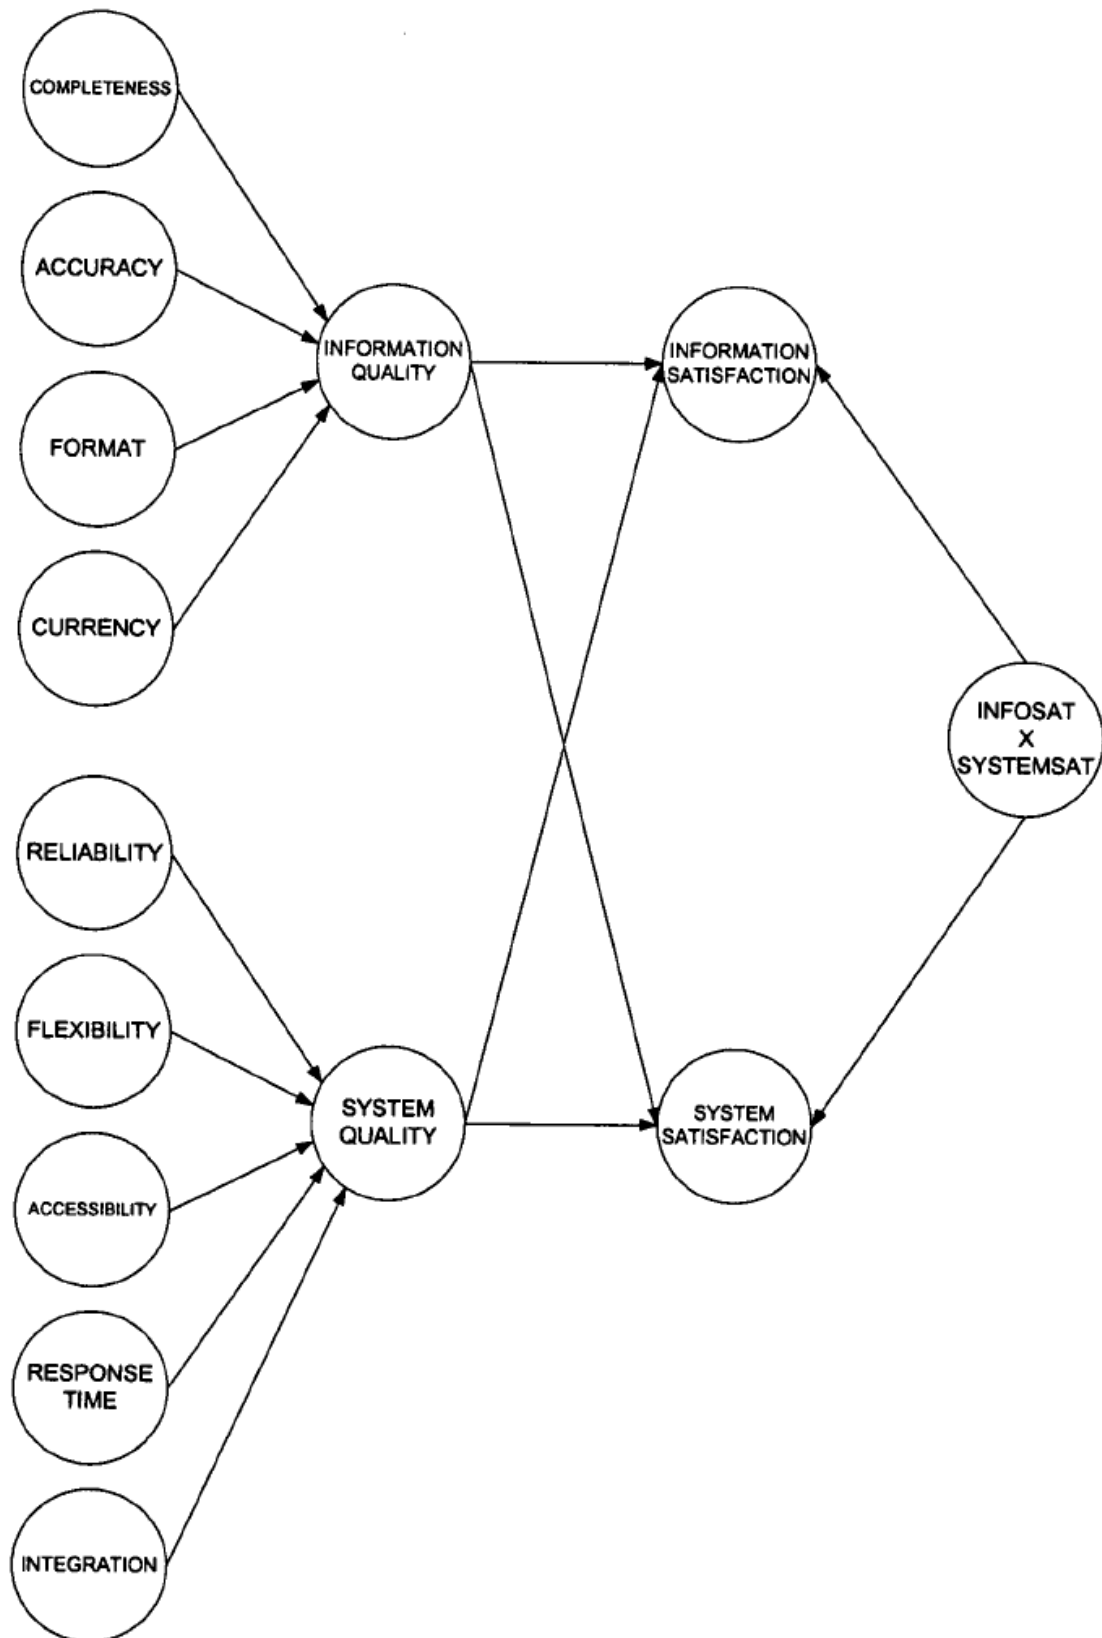 COMPLETENESS
ACCURACY
FORMAT
CURRENCY
INFORMATION
QUALITY
INFORMATION
SATISFACTION
INFOSAT
X
SYSTEMSAT
RELIABILITY
FLEXIBILITY
ACCESSIBILITY
RESPONSE
TIME
INTEGRATION
SYSTEM
QUALITY
SYSTEM
SATISFACTION